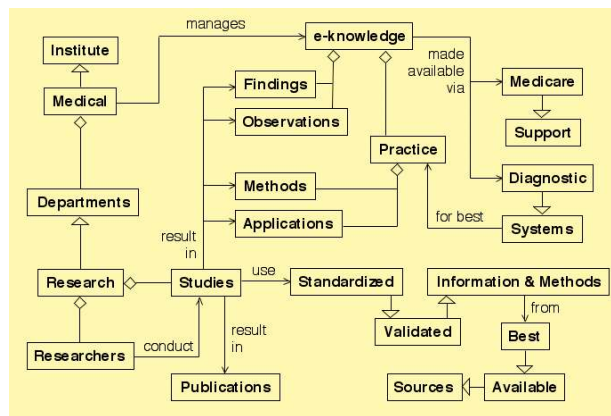 manages
e-knowledge
Institute
made
available
via
Findings
Medicare
Medical
Observations
Support
Practice
Methods
Diagnostic
Departments
Applications
for best
Systems
result
in
use
Research
Studies
Standardized
Information & Methods
from
Validated
Best
conduct
result
in
Researchers
Publications
Sources
Available